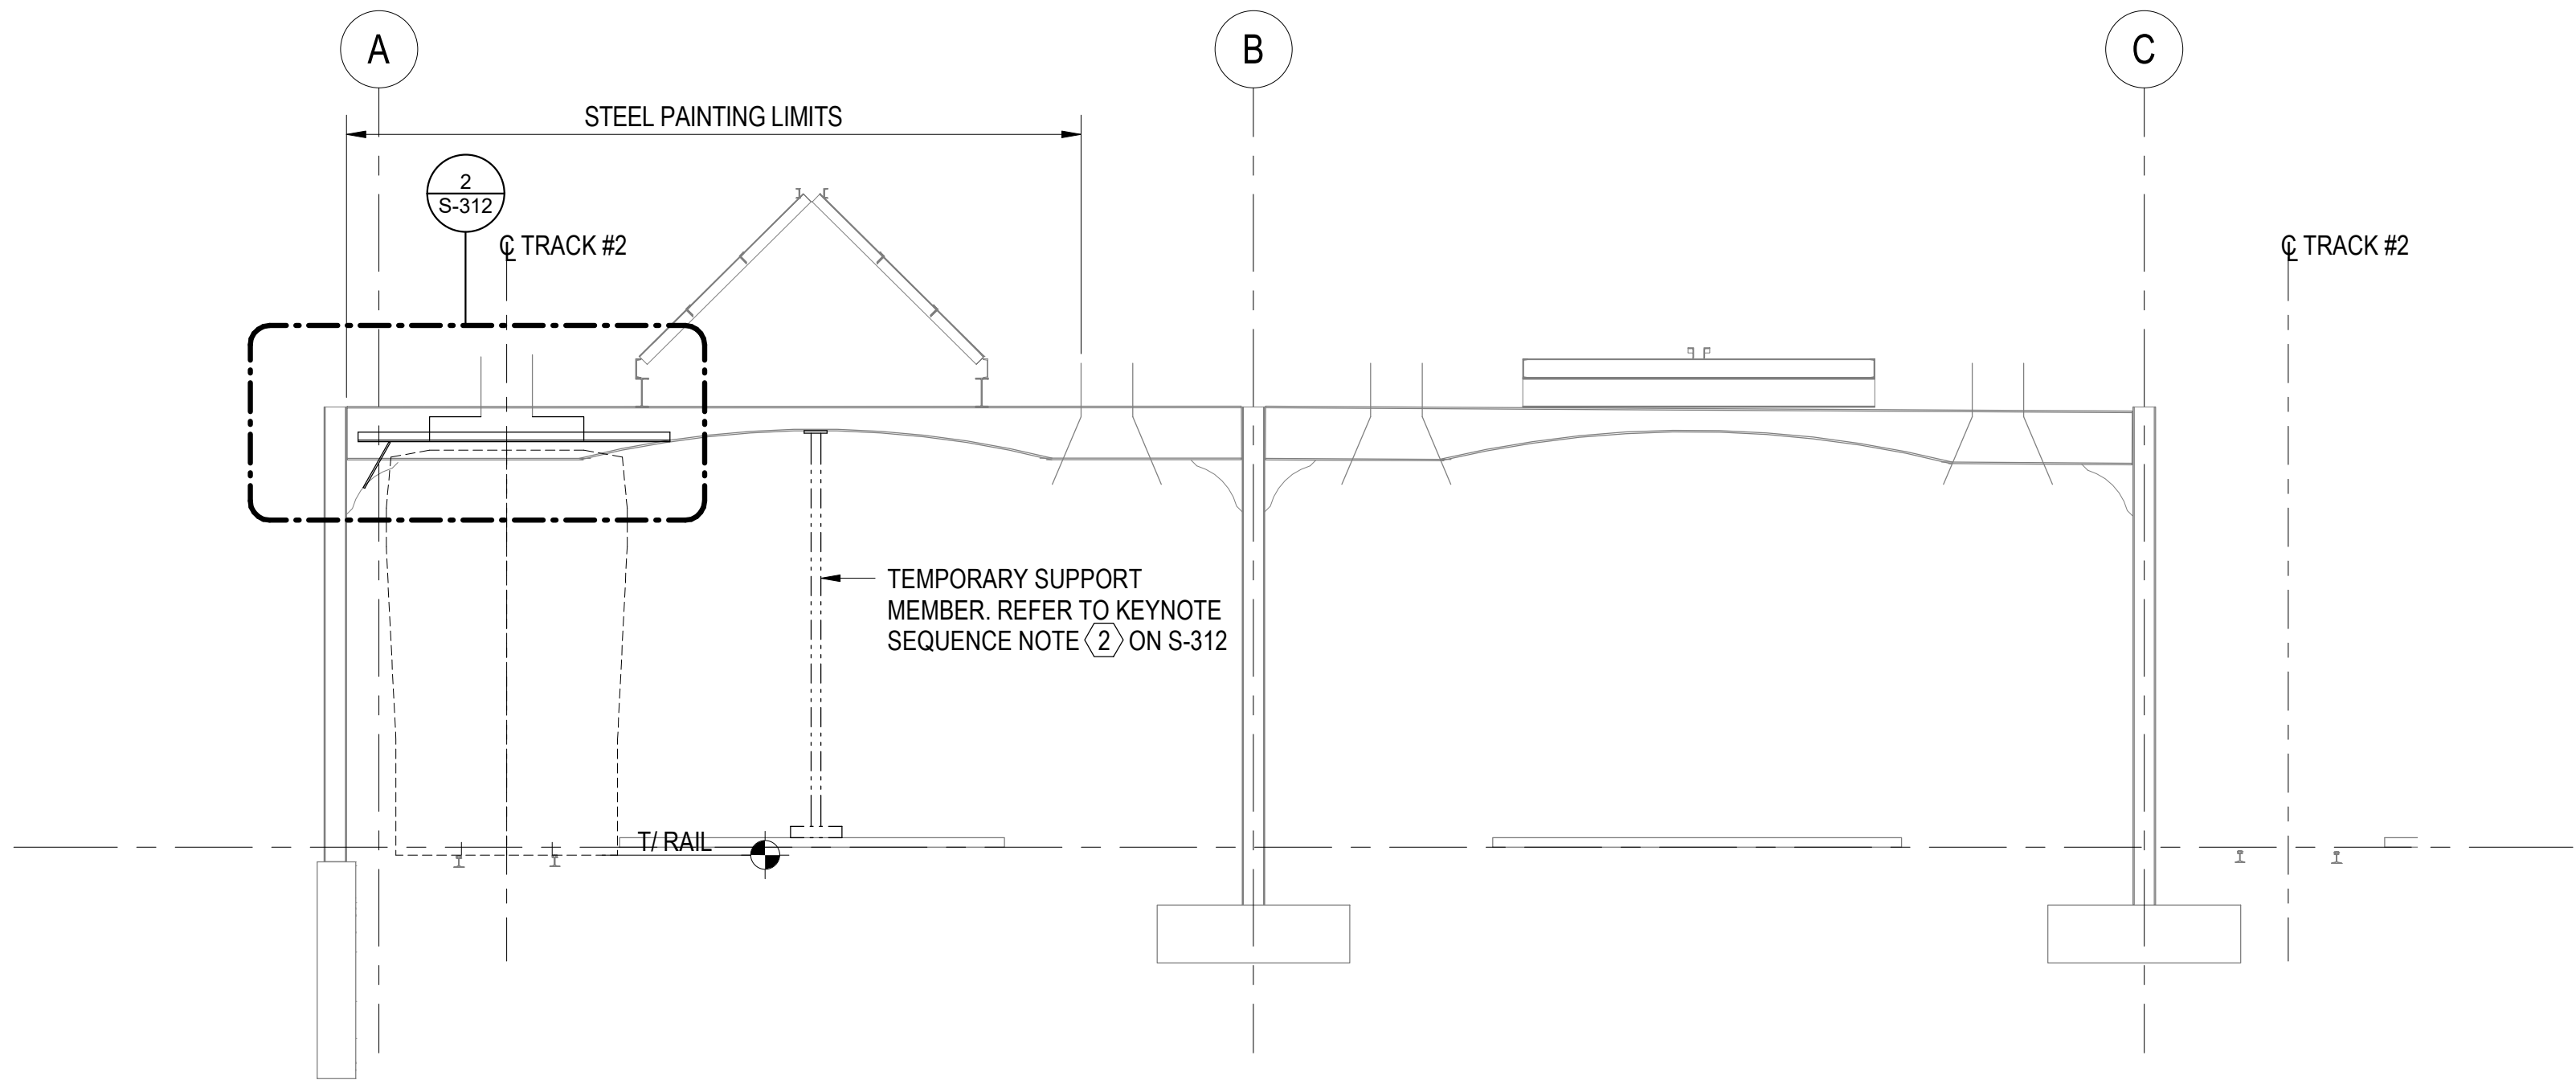 A
B
C
STEEL PAINTING LIMITS
2
S-312
℄ TRACK #2
℄ TRACK #2
TEMPORARY SUPPORT
MEMBER. REFER TO KEYNOTE
SEQUENCE NOTE 2 ON S-312
T/ RAIL